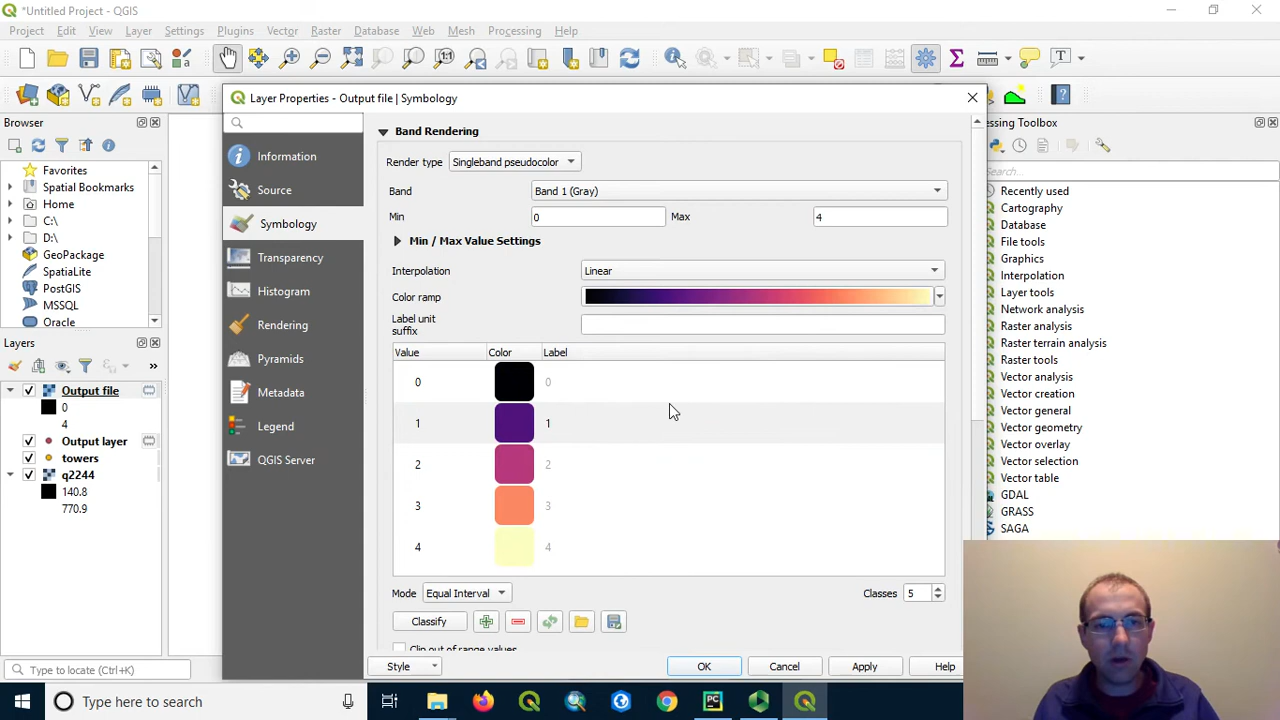 *Untitled Project - QGIS
Project Edit View Layer Settings Plugins Vector Raster Database Web Mesh Processing Help
Browser
Favorites
Spatial Bookmarks
Home
C:\
D:\
GeoPackage
SpatiaLite
PostGIS
MSSQL
Oracle
Layers
Output file
0
4
Output layer
towers
q2244
140.8
770.9
Type to locate (Ctrl+K)
Layer Properties - Output file | Symbology
Information
Source
Symbology
Transparency
Histogram
Rendering
Pyramids
Metadata
Legend
QGIS Server
Band Rendering
Render type Singleband pseudocolor
Band Band 1 (Gray)
Min 0 Max 4
Min / Max Value Settings
Interpolation Linear
Color ramp
Label unit
suffix
Value Color Label
0 0
1 1
2 2
3 3
4 4
Mode Equal Interval Classes 5
Classify
Clip out of range values
Style OK Cancel Apply Help
essing Toolbox
Search...
Recently used
Cartography
Database
File tools
Graphics
Interpolation
Layer tools
Network analysis
Raster analysis
Raster terrain analysis
Raster tools
Vector analysis
Vector creation
Vector general
Vector geometry
Vector overlay
Vector selection
Vector table
GDAL
GRASS
SAGA
Type here to search